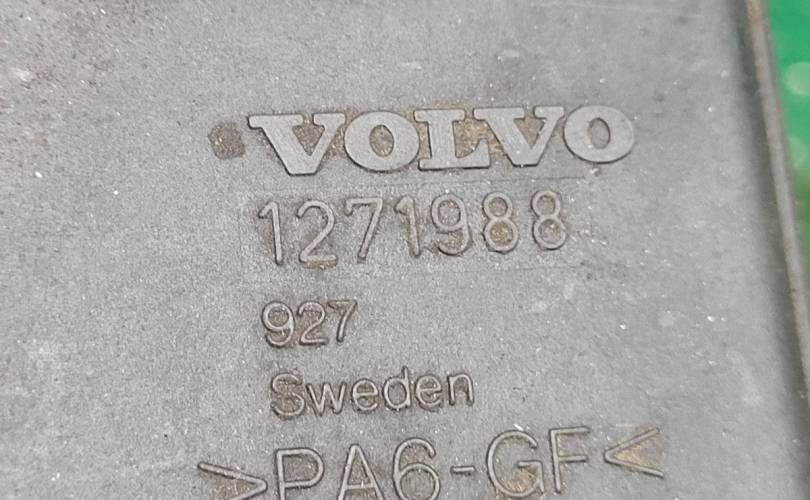 VOLVO
1271988
927
Sweden
>PA6-GF<